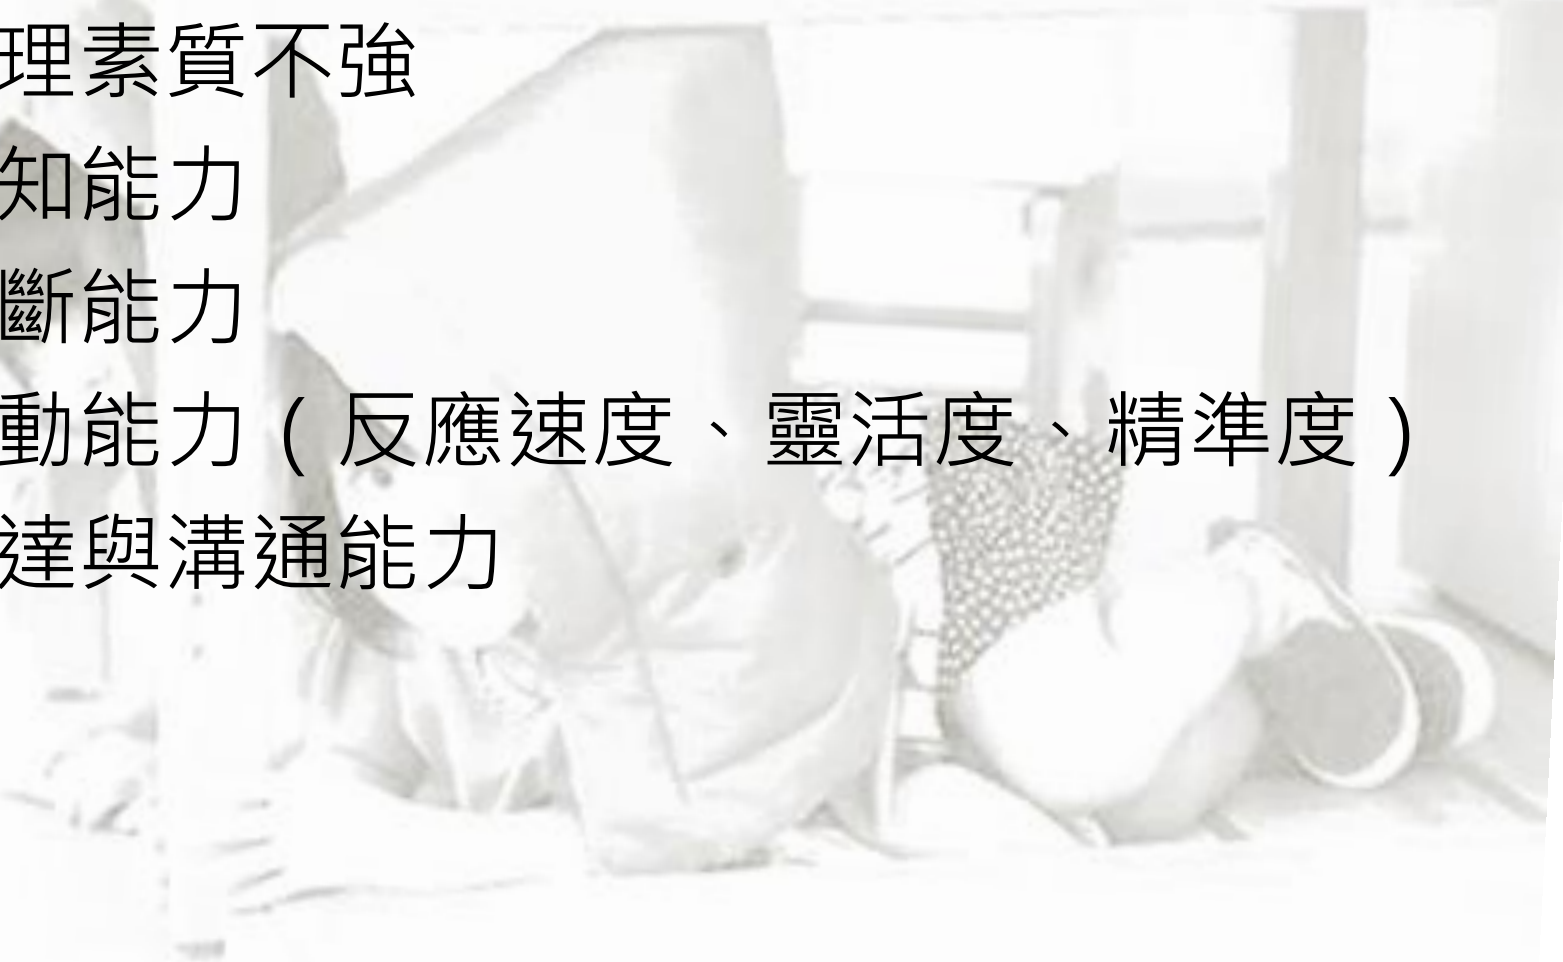 理素質不強
知能力
斷能力
動能力（反應速度、靈活度、精準度）
達與溝通能力